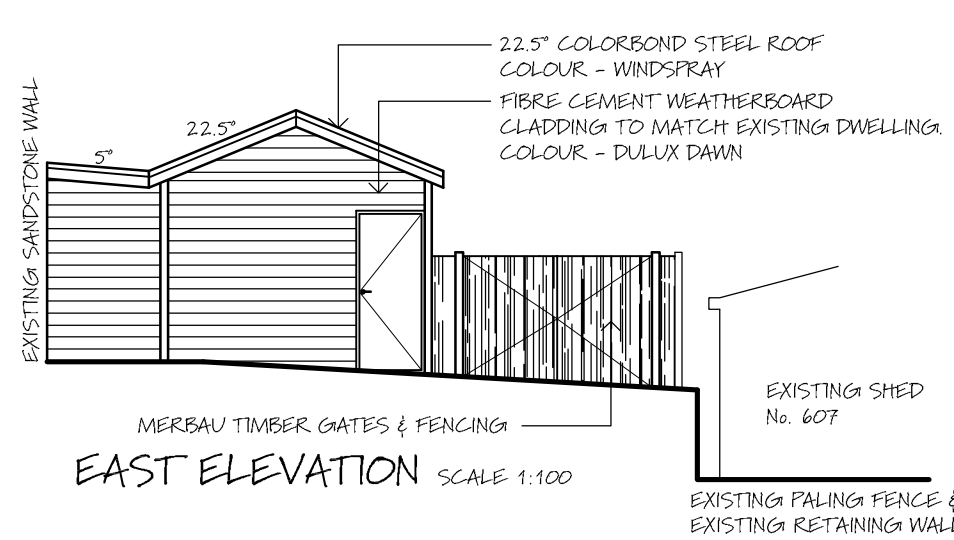 22.5° COLORBOND STEEL ROOF
COLOUR - WINDSPRAY
FIBRE CEMENT WEATHERBOARD
CLADDING TO MATCH EXISTING DWELLING.
COLOUR - DULUX DAWN
22.5°
5°
EXISTING SANDSTONE WALL
EXISTING SHED
No. 607
MERBAU TIMBER GATES & FENCING
EAST ELEVATION SCALE 1:100
EXISTING PALING FENCE &
EXISTING RETAINING WALL